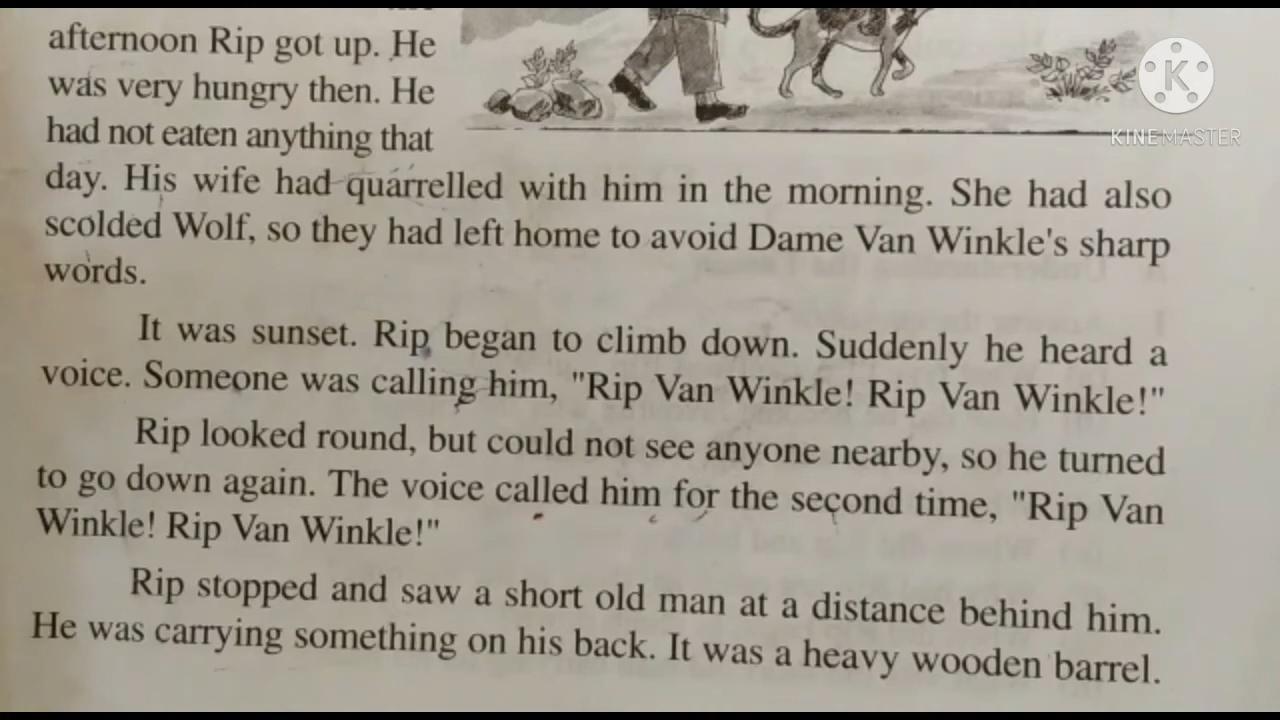 afternoon Rip got up. He
was very hungry then. He
had not eaten anything that
day. His wife had quarrelled with him in the morning. She had also
scolded Wolf, so they had left home to avoid Dame Van Winkle's sharp
words.
It was sunset. Rip began to climb down. Suddenly he heard a
voice. Someone was calling him, "Rip Van Winkle! Rip Van Winkle!"
Rip looked round, but could not see anyone nearby, so he turned
to go down again. The voice called him for the second time, "Rip Van
Winkle! Rip Van Winkle!"
Rip stopped and saw a short old man at a distance behind him.
He was carrying something on his back. It was a heavy wooden barrel.
K
KINEMASTER